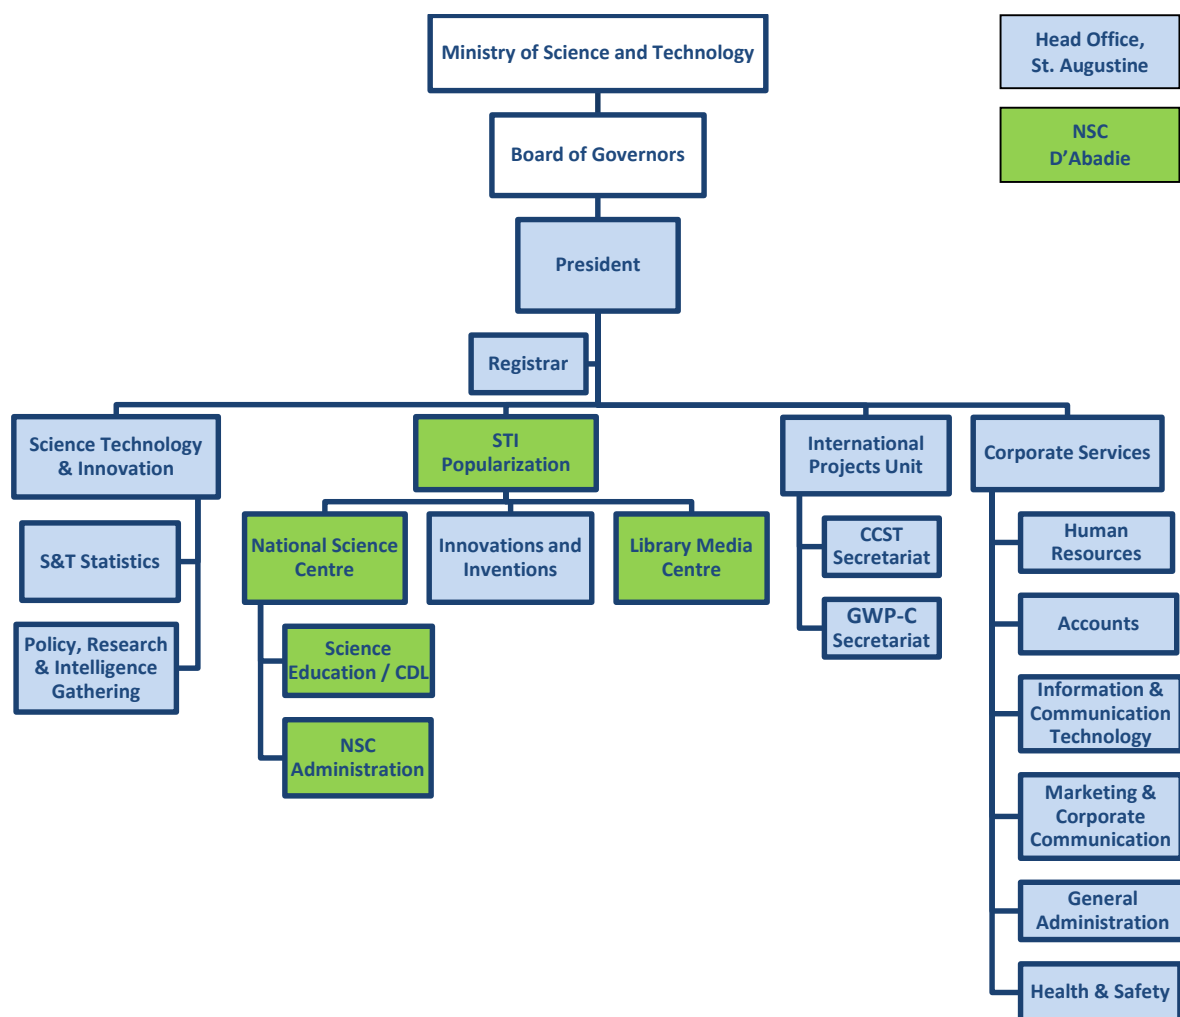 Ministry of Science and Technology
Head Office,
St. Augustine
NSC
D’Abadie
Board of Governors
President
Registrar
Science Technology
& Innovation
STI
Popularization
International
Projects Unit
Corporate Services
S&T Statistics
Policy, Research
& Intelligence
Gathering
National Science
Centre
Innovations and
Inventions
Library Media
Centre
Science
Education / CDL
NSC
Administration
CCST
Secretariat
GWP-C
Secretariat
Human
Resources
Accounts
Information &
Communication
Technology
Marketing &
Corporate
Communication
General
Administration
Health & Safety